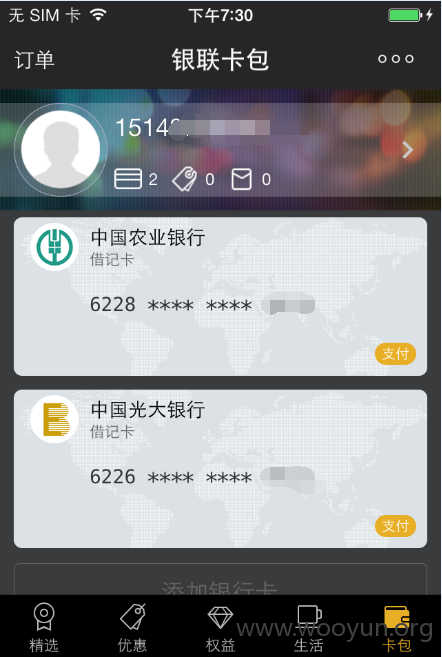 无 SIM 卡 下午7:30
订单 银联卡包
1514
2 0 0
中国农业银行
借记卡
6228 **** ****
支付
中国光大银行
借记卡
6226 **** ****
支付
添加银行卡
精选 优惠 权益 生活 卡包
www.wooyun.org